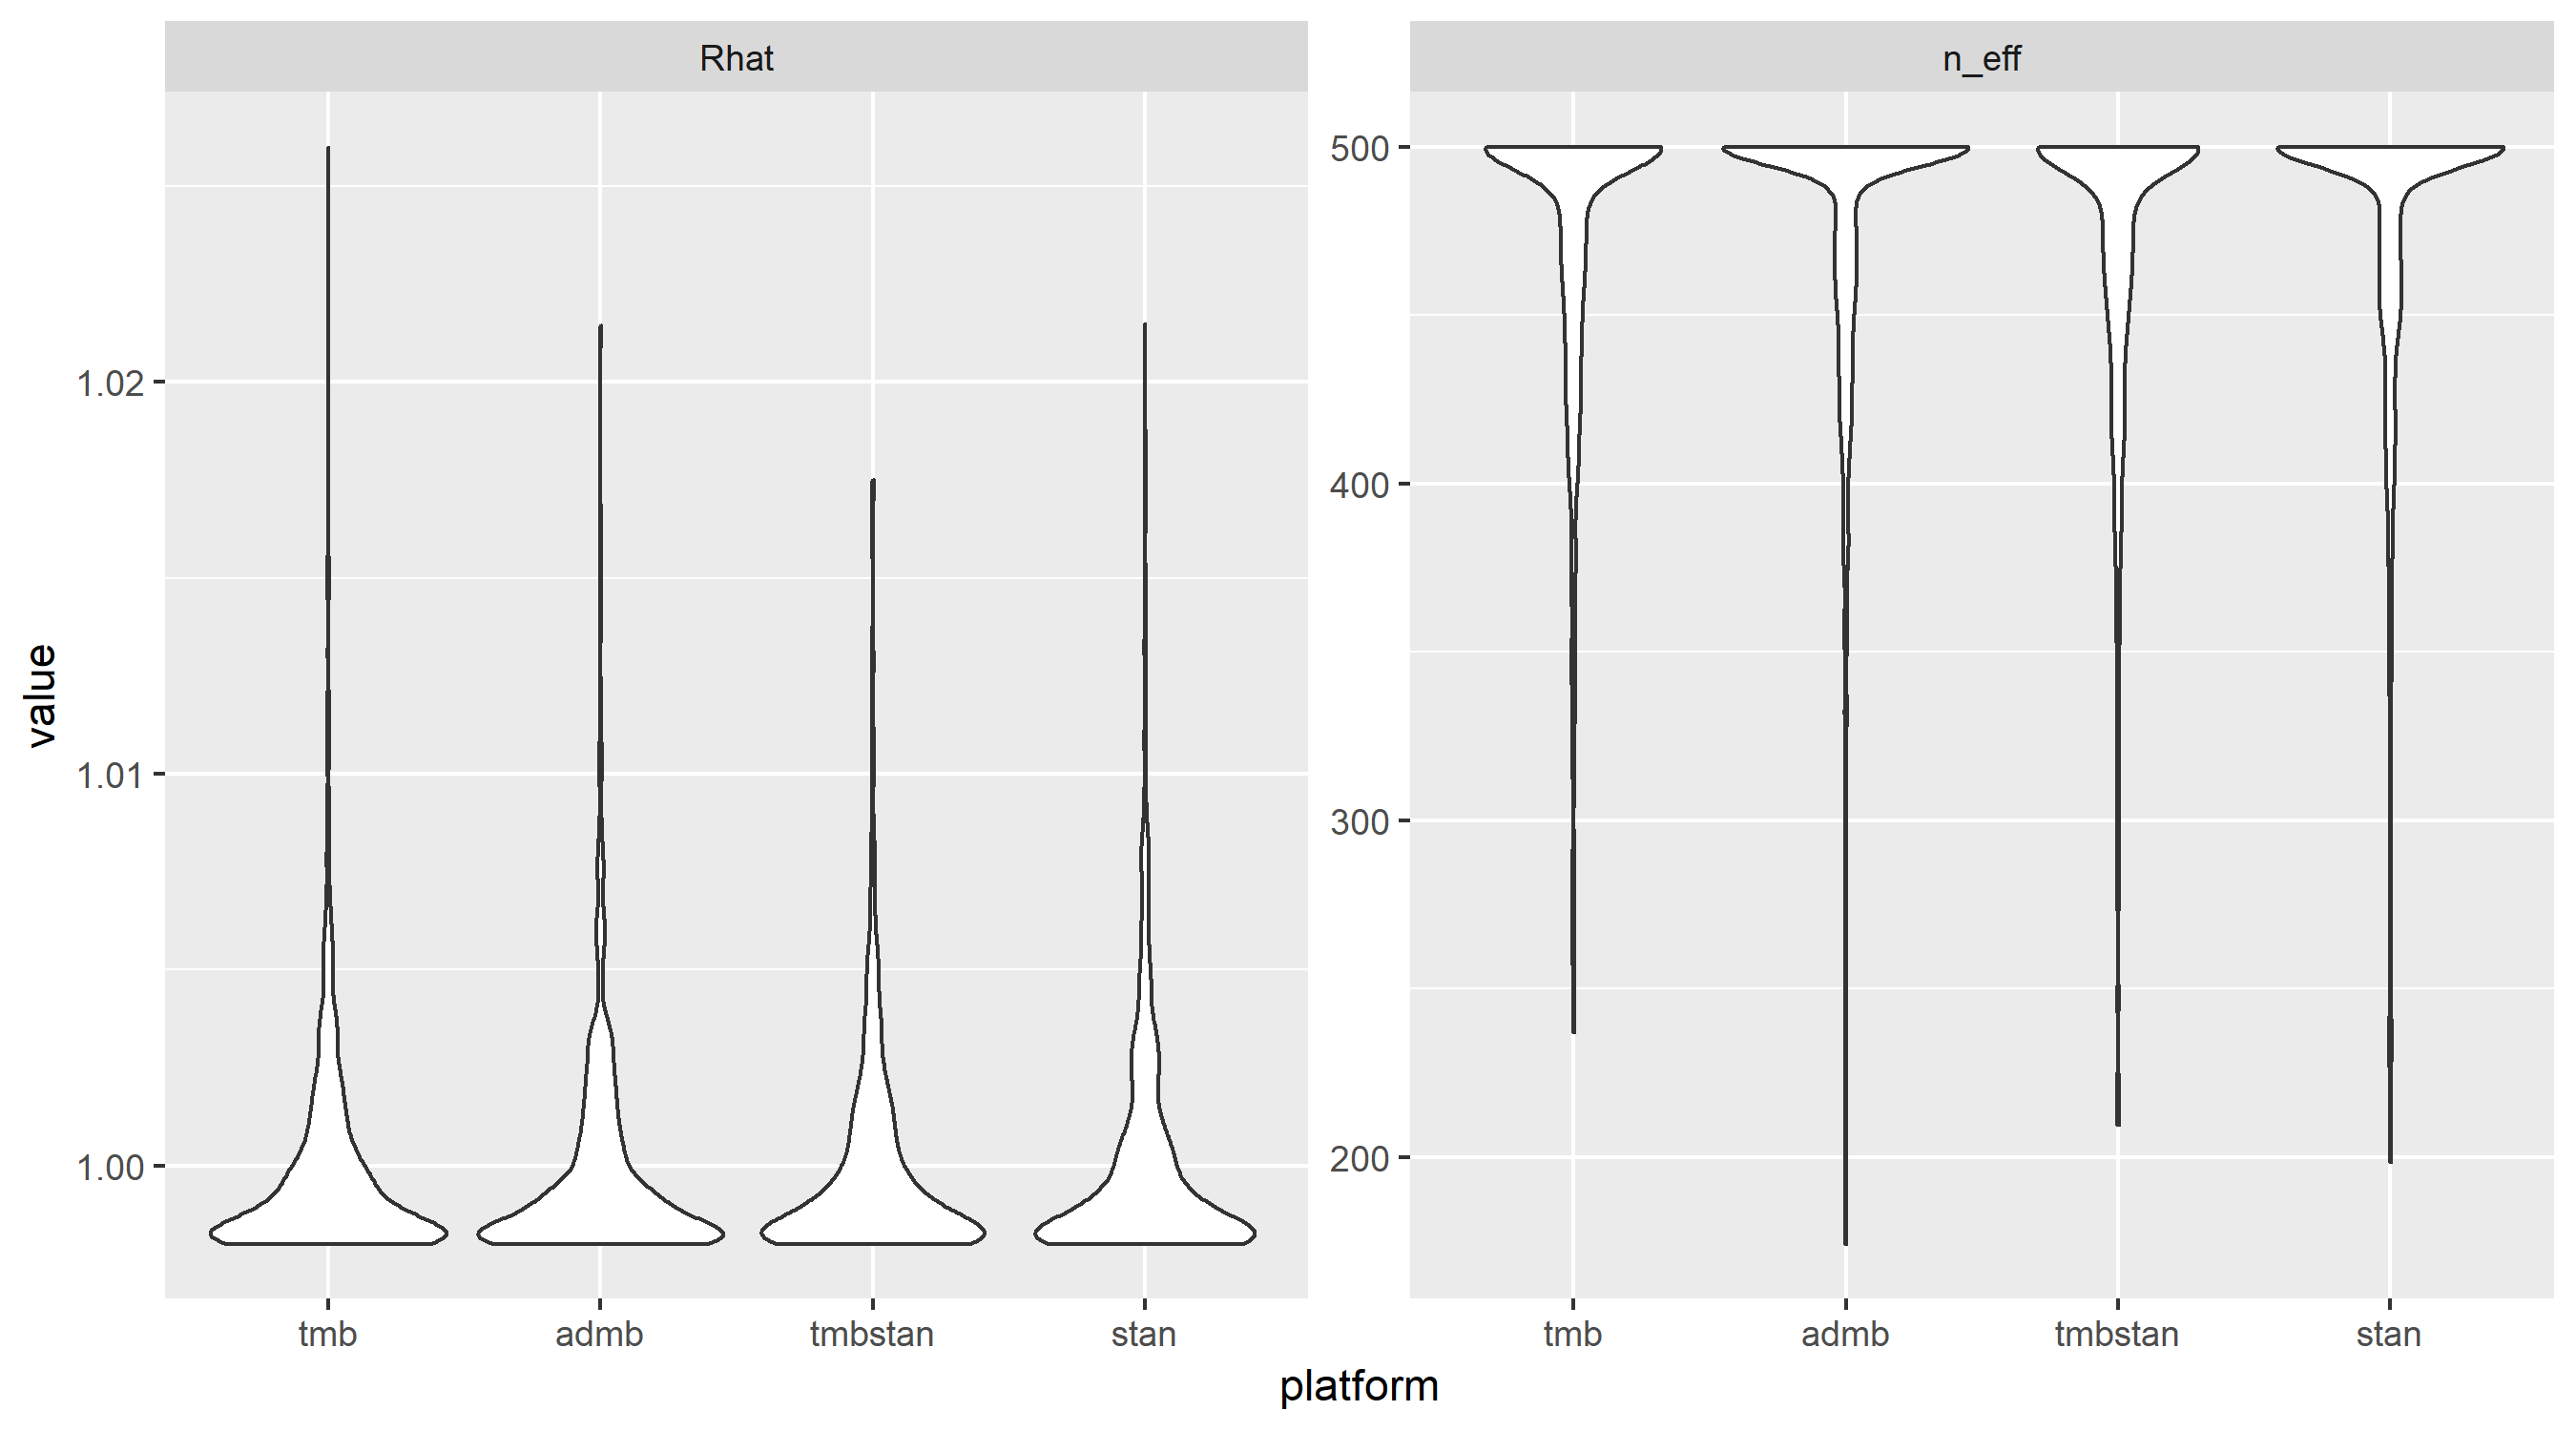 Rhat
n_eff
value
1.02
1.01
1.00
500
400
300
200
tmb admb tmbstan stan
tmb admb tmbstan stan
platform